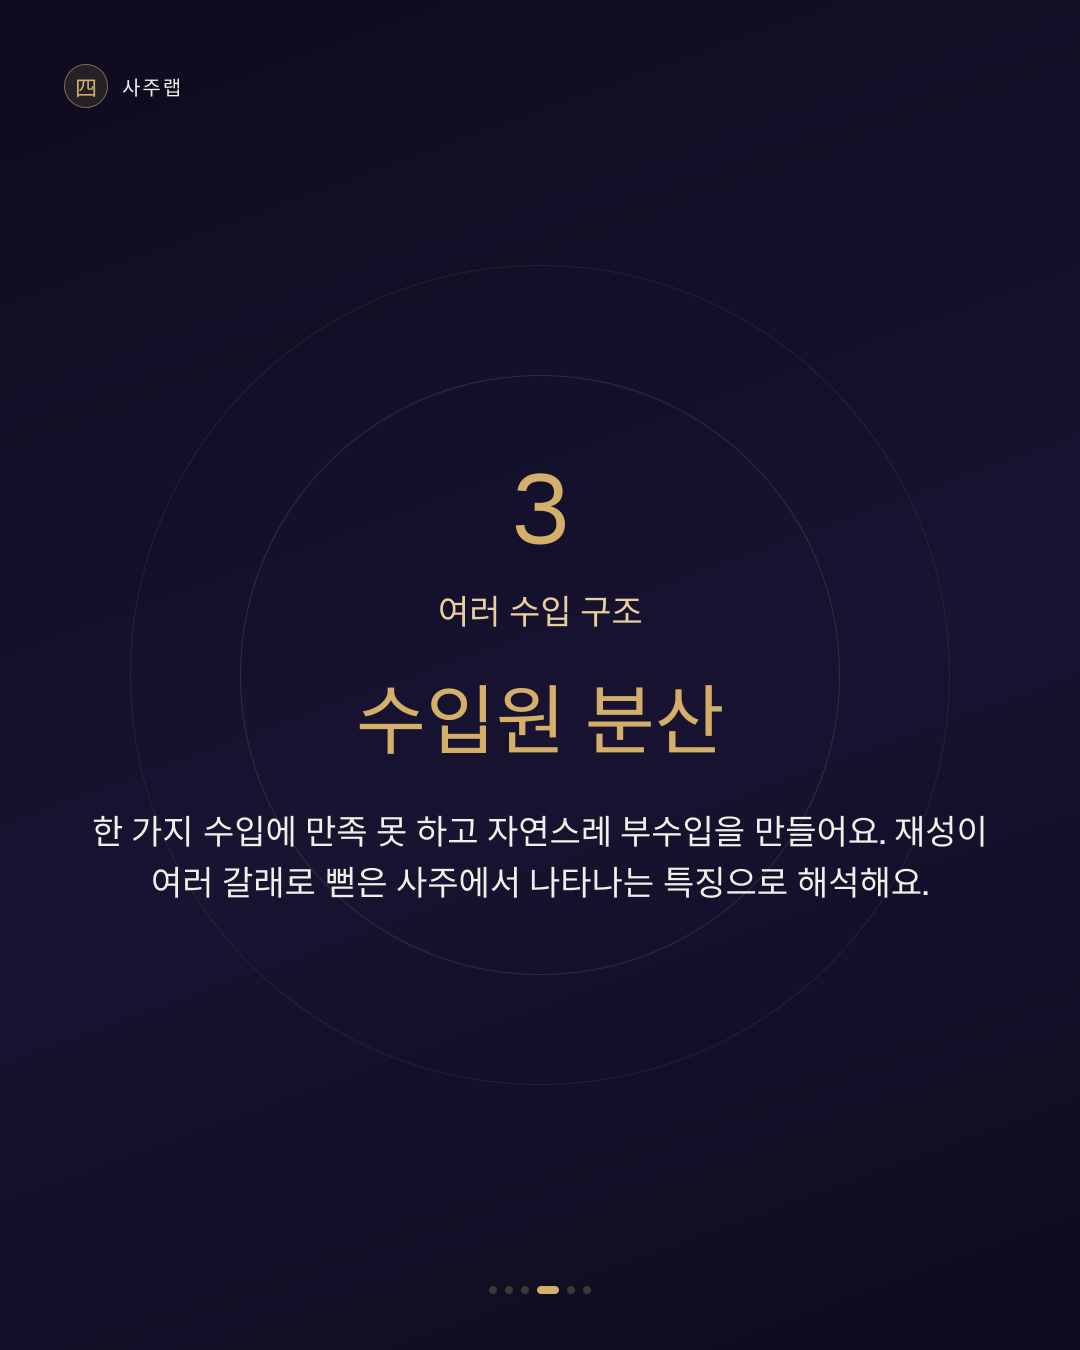 四 사주랩
3
여러 수입 구조
수입원 분산
한 가지 수입에 만족 못 하고 자연스레 부수입을 만들어요. 재성이
여러 갈래로 뻗은 사주에서 나타나는 특징으로 해석해요.